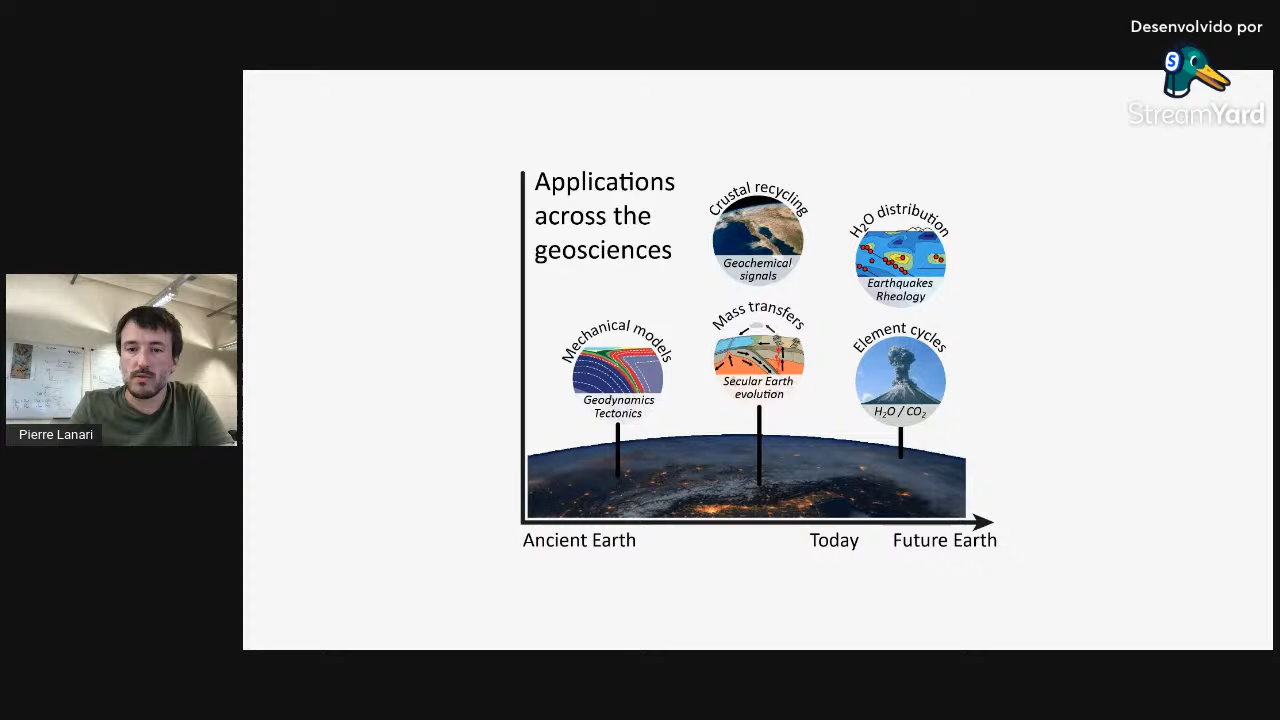 Desenvolvido por
StreamYard
Applications
across the
geosciences
Crustal recycling
Geochemical
signals
H₂O distribution
Earthquakes
Rheology
Mechanical models
Geodynamics
Tectonics
Mass transfers
Secular Earth
evolution
Element cycles
H₂O / CO₂
Ancient Earth
Today
Future Earth
Pierre Lanari